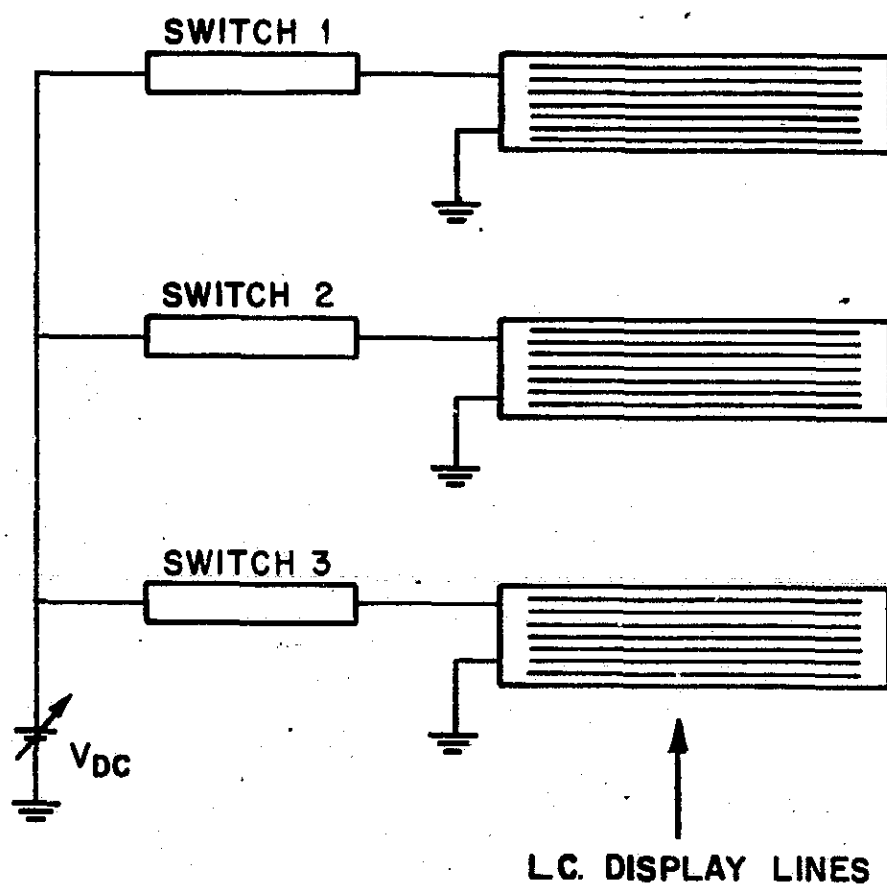 SWITCH 1
SWITCH 2
SWITCH 3
VDC
L.C. DISPLAY LINES